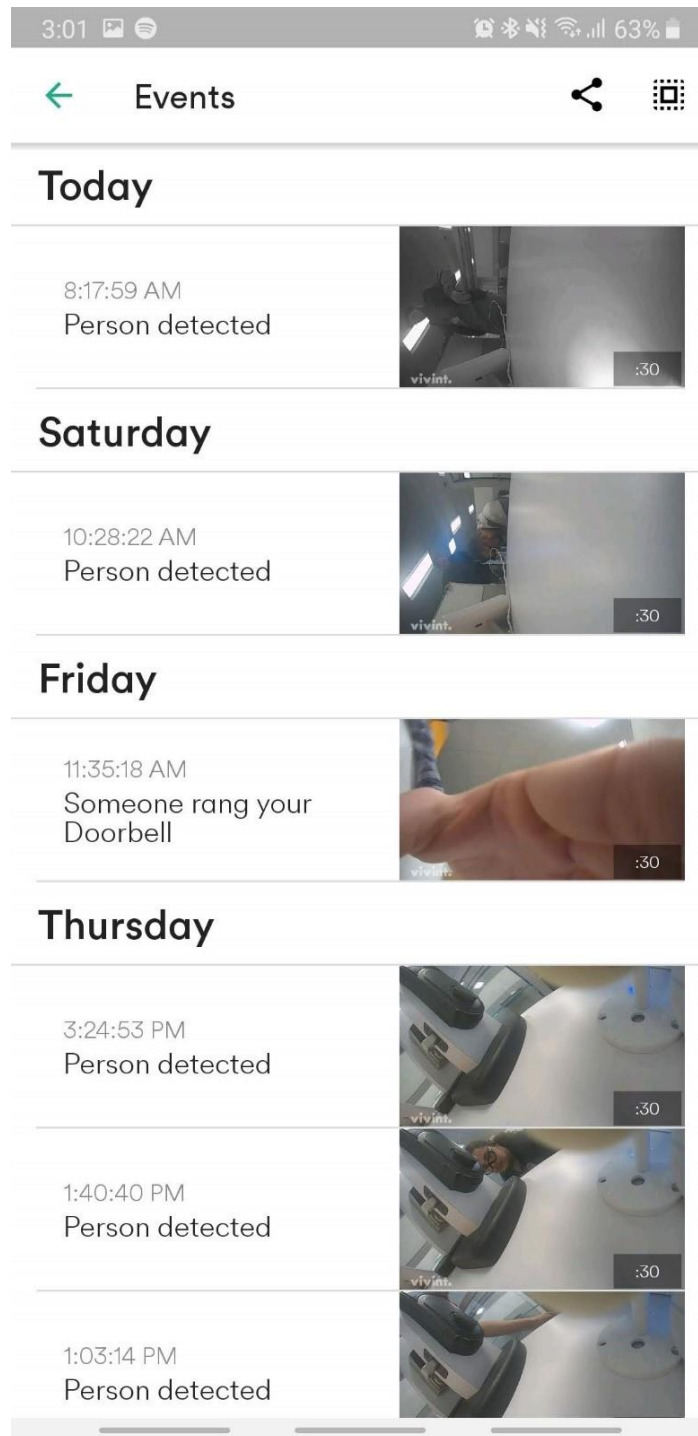 3:01 63%
Events
Today
8:17:59 AM
Person detected
vivint. :30
Saturday
10:28:22 AM
Person detected
vivint. :30
Friday
11:35:18 AM
Someone rang your
Doorbell
vivint. :30
Thursday
3:24:53 PM
Person detected
vivint. :30
1:40:40 PM
Person detected
vivint. :30
1:03:14 PM
Person detected